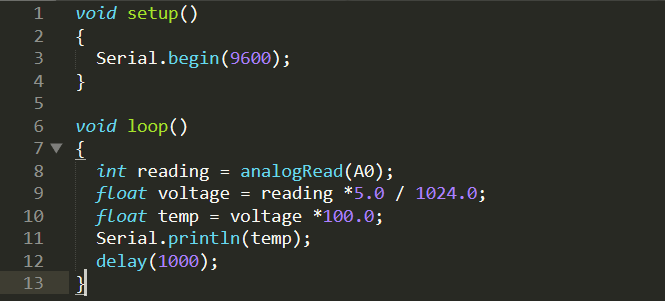 1 void setup()
2 {
3 Serial.begin(9600);
4 }
5
6 void loop()
7 {
8 int reading = analogRead(A0);
9 float voltage = reading *5.0 / 1024.0;
10 float temp = voltage *100.0;
11 Serial.println(temp);
12 delay(1000);
13 }